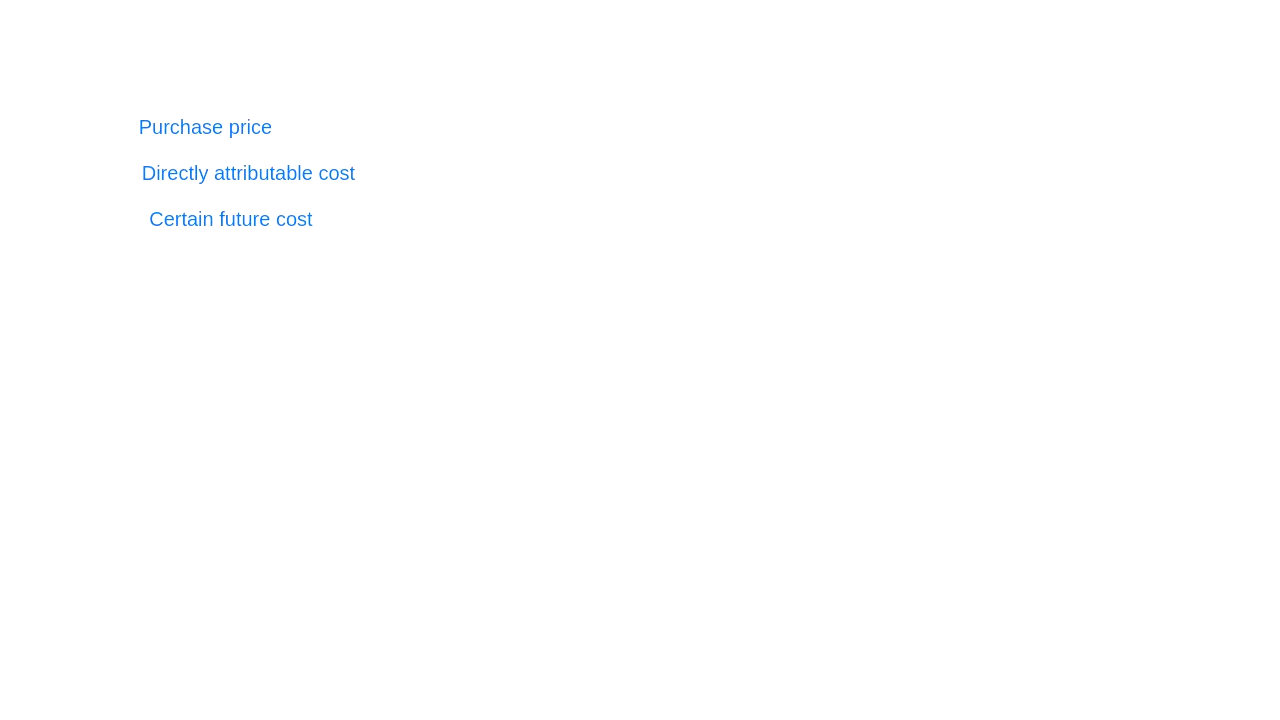 Purchase price
Directly attributable cost
Certain future cost